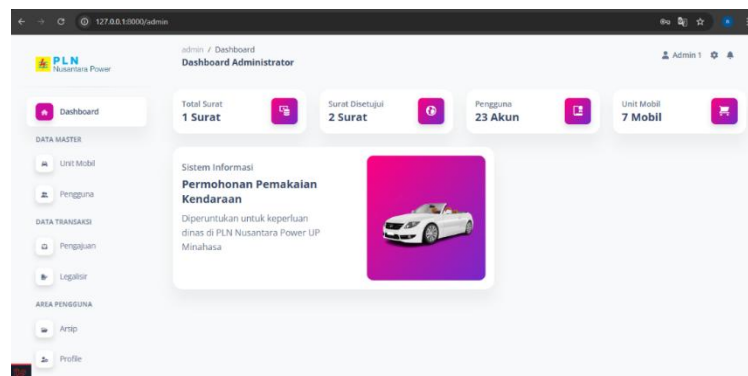 127.0.0.1:8000/admin
PLN
Nusantara Power
admin / Dashboard
Dashboard Administrator
Admin 1
Dashboard
DATA MASTER
Unit Mobil
Pengguna
DATA TRANSAKSI
Pengajuan
Legalisir
AREA PENGGUNA
Arsip
Profile
Total Surat
1 Surat
Surat Disetujui
2 Surat
Pengguna
23 Akun
Unit Mobil
7 Mobil
Sistem Informasi
Permohonan Pemakaian
Kendaraan
Diperuntukan untuk keperluan
dinas di PLN Nusantara Power UP
Minahasa